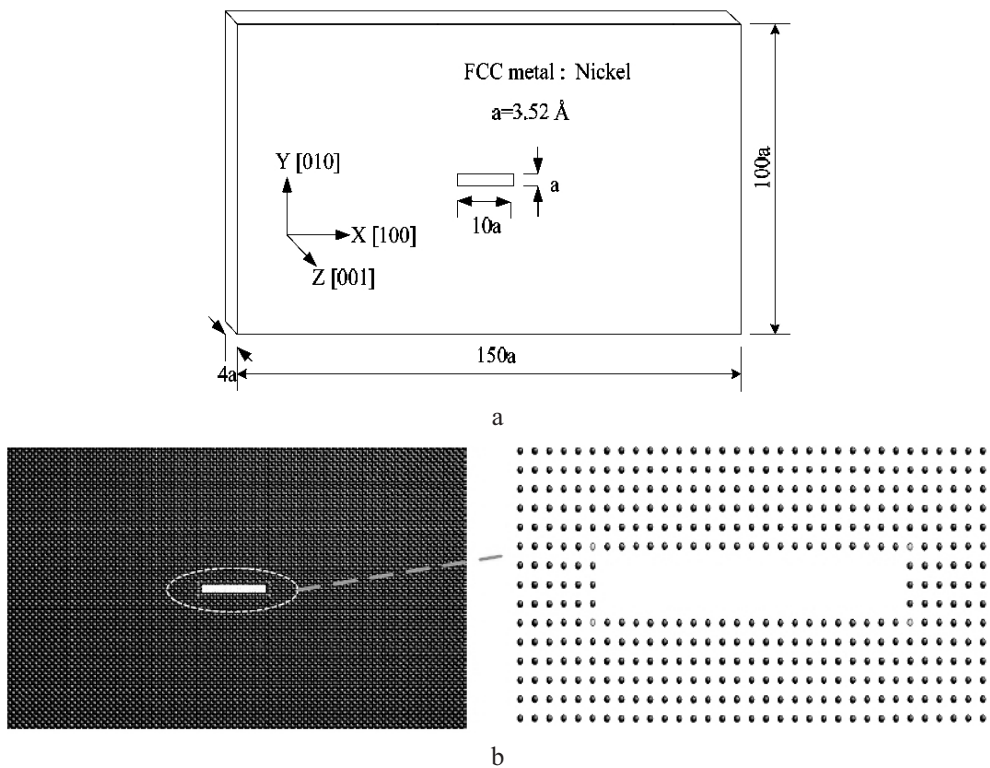 FCC metal : Nickel
a=3.52 Å
Y [010]
X [100]
Z [001]
a
10a
100a
4a
150a
a
b